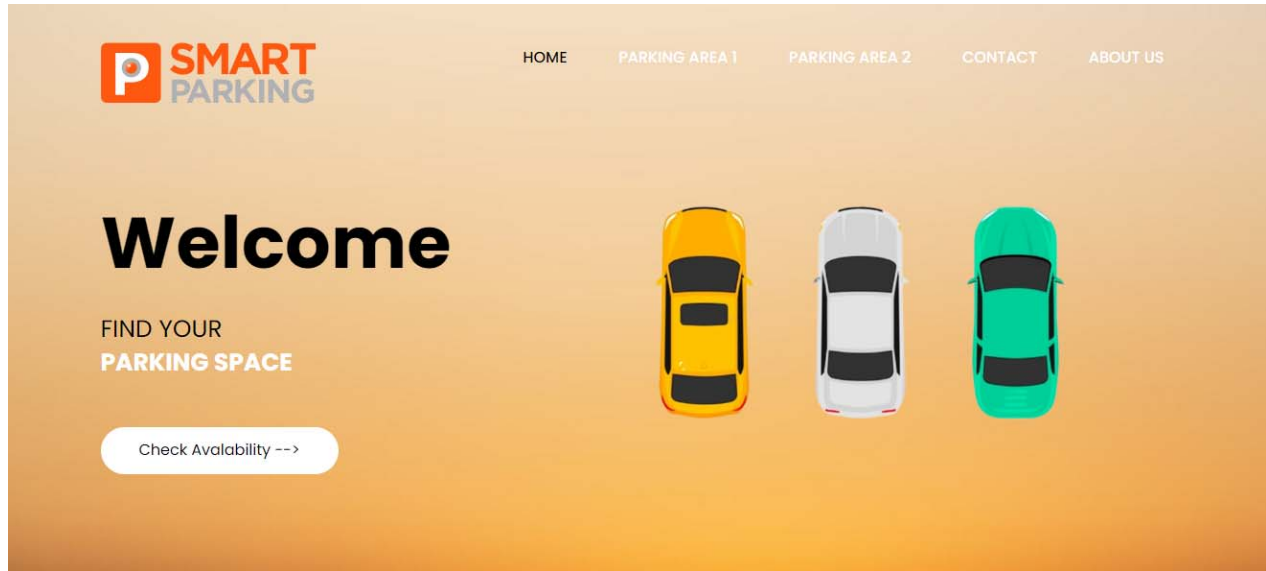 P SMART
PARKING
HOME PARKING AREA 1 PARKING AREA 2 CONTACT ABOUT US
Welcome
FIND YOUR
PARKING SPACE
Check Avalability -->